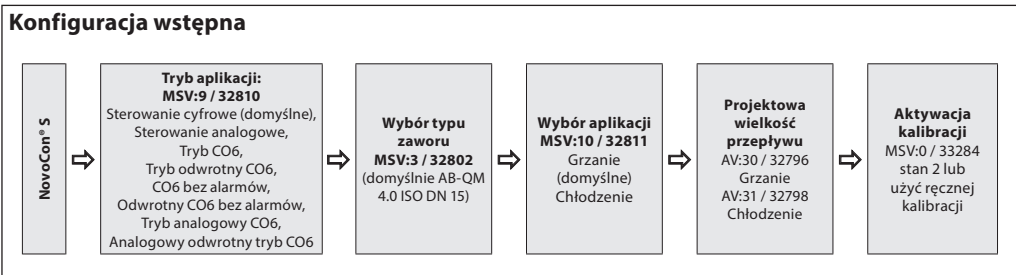 Konfiguracja wstępna
NovoCon® S
Tryb aplikacji:
MSV:9 / 32810
Sterowanie cyfrowe (domyślne),
Sterowanie analogowe,
Tryb CO6,
Tryb odwrotny CO6,
CO6 bez alarmów,
Odwrotny CO6 bez alarmów,
Tryb analogowy CO6,
Analogowy odwrotny tryb CO6
Wybór typu
zaworu
MSV:3 / 32802
(domyślnie AB-QM
4.0 ISO DN 15)
Wybór aplikacji
MSV:10 / 32811
Grzanie
(domyślne)
Chłodzenie
Projektowa
wielkość
przepływu
AV:30 / 32796
Grzanie
AV:31 / 32798
Chłodzenie
Aktywacja
kalibracji
MSV:0 / 33284
stan 2 lub
użyć ręcznej
kalibracji